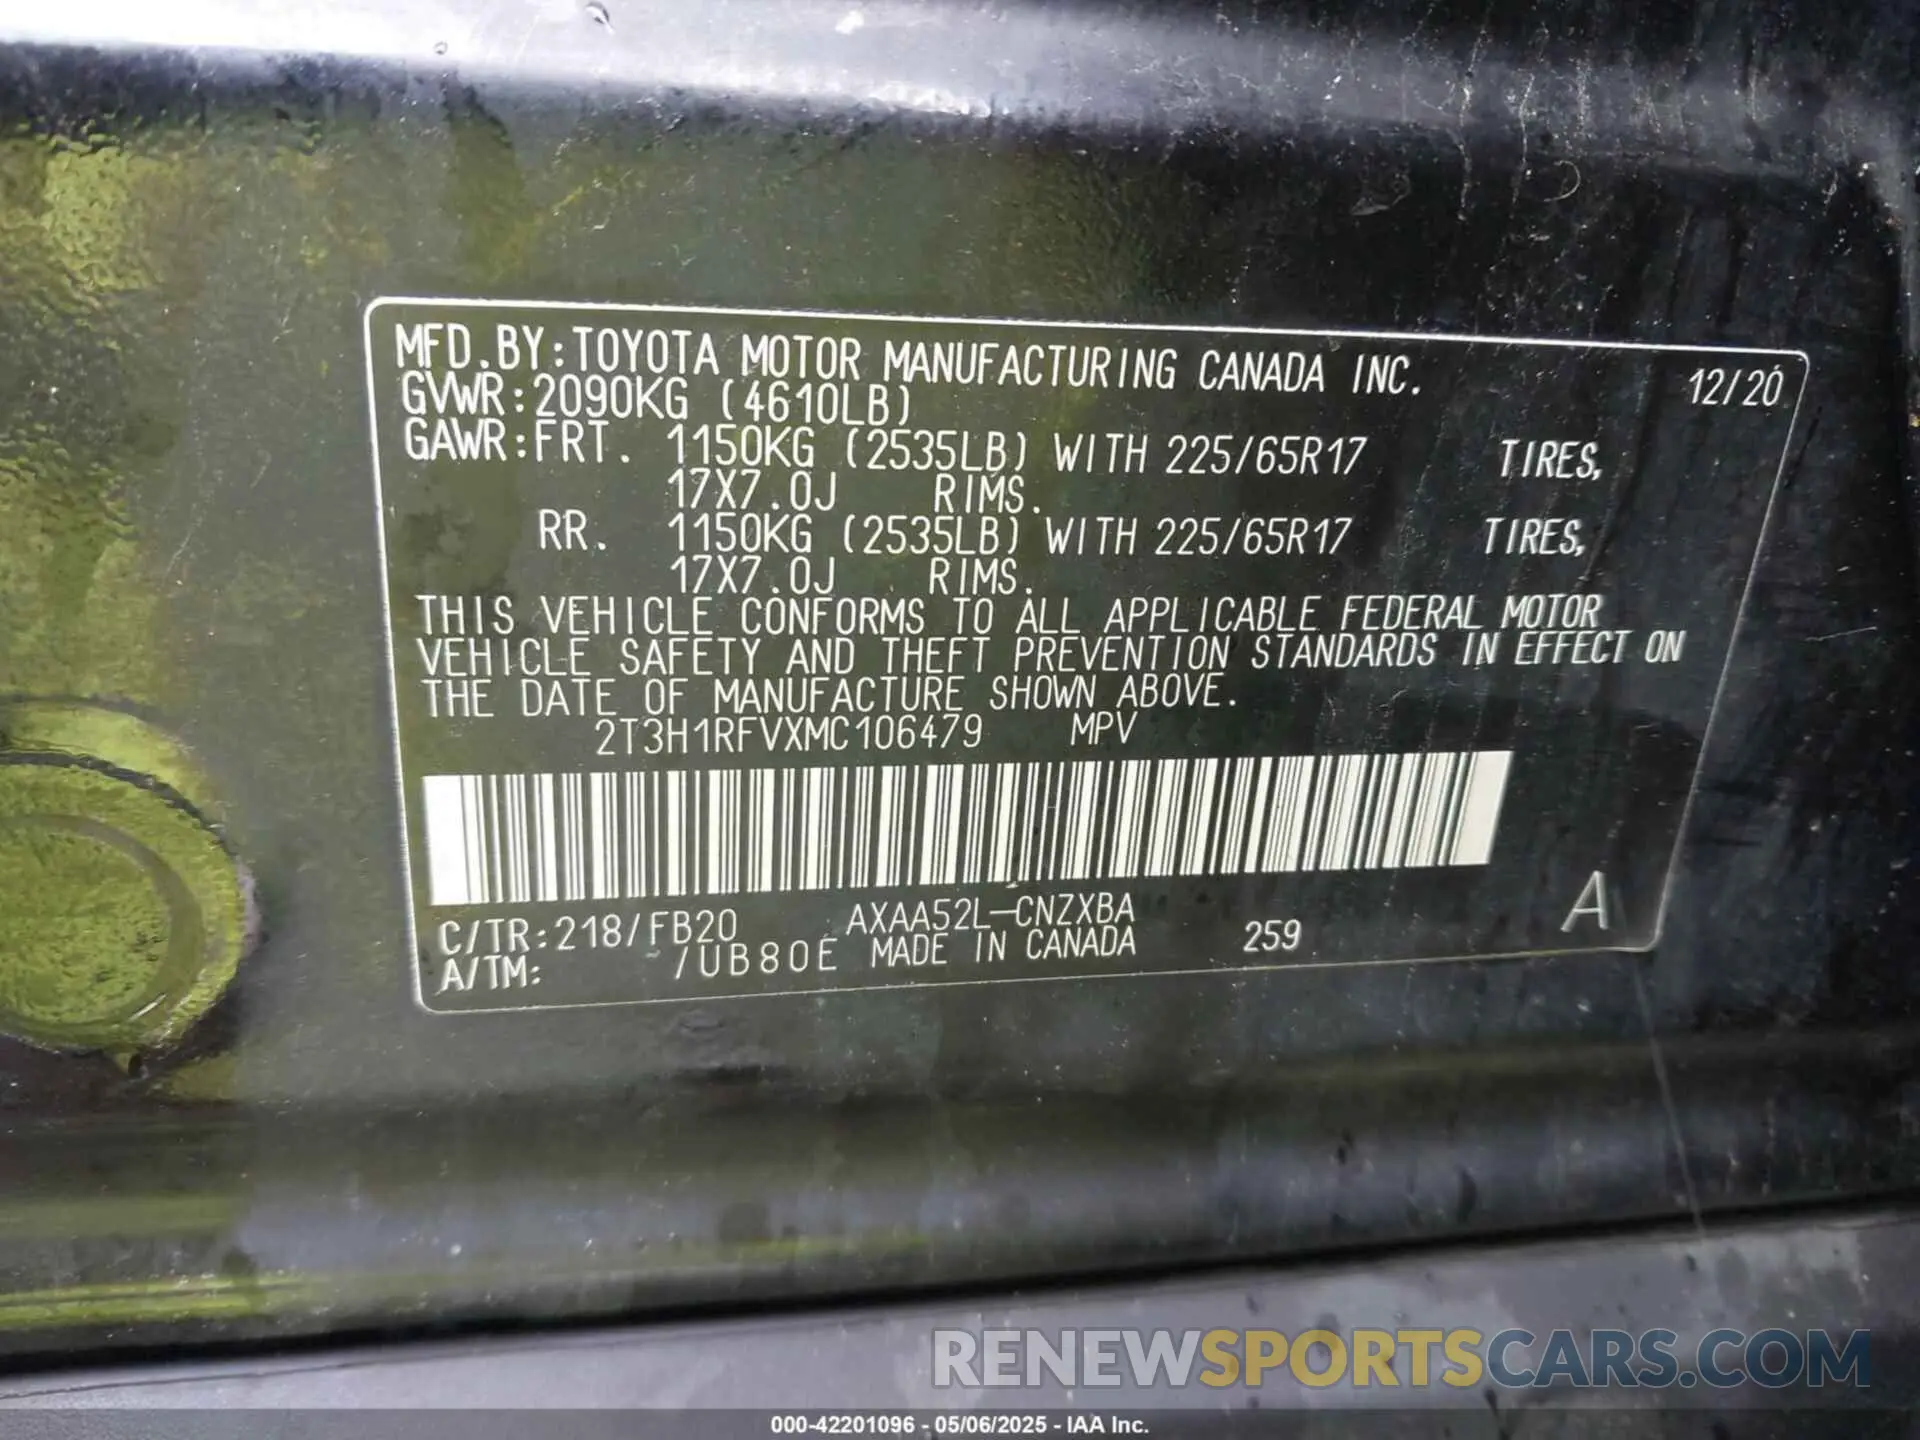 MFD.BY:TOYOTA MOTOR MANUFACTURING CANADA INC. 12/20
GVWR:2090KG (4610LB)
GAWR:FRT. 1150KG (2535LB) WITH 225/65R17 TIRES,
17X7.0J RIMS.
RR. 1150KG (2535LB) WITH 225/65R17 TIRES,
17X7.0J RIMS.
THIS VEHICLE CONFORMS TO ALL APPLICABLE FEDERAL MOTOR
VEHICLE SAFETY AND THEFT PREVENTION STANDARDS IN EFFECT ON
THE DATE OF MANUFACTURE SHOWN ABOVE.
2T3H1RFVXMC106479 MPV
C/TR:218/FB20 AXAA52L-CNZXBA 259 A
A/TM: /UB80E MADE IN CANADA
RENEWSPORTSCARS.COM
000-42201096 - 05/06/2025 - IAA Inc.